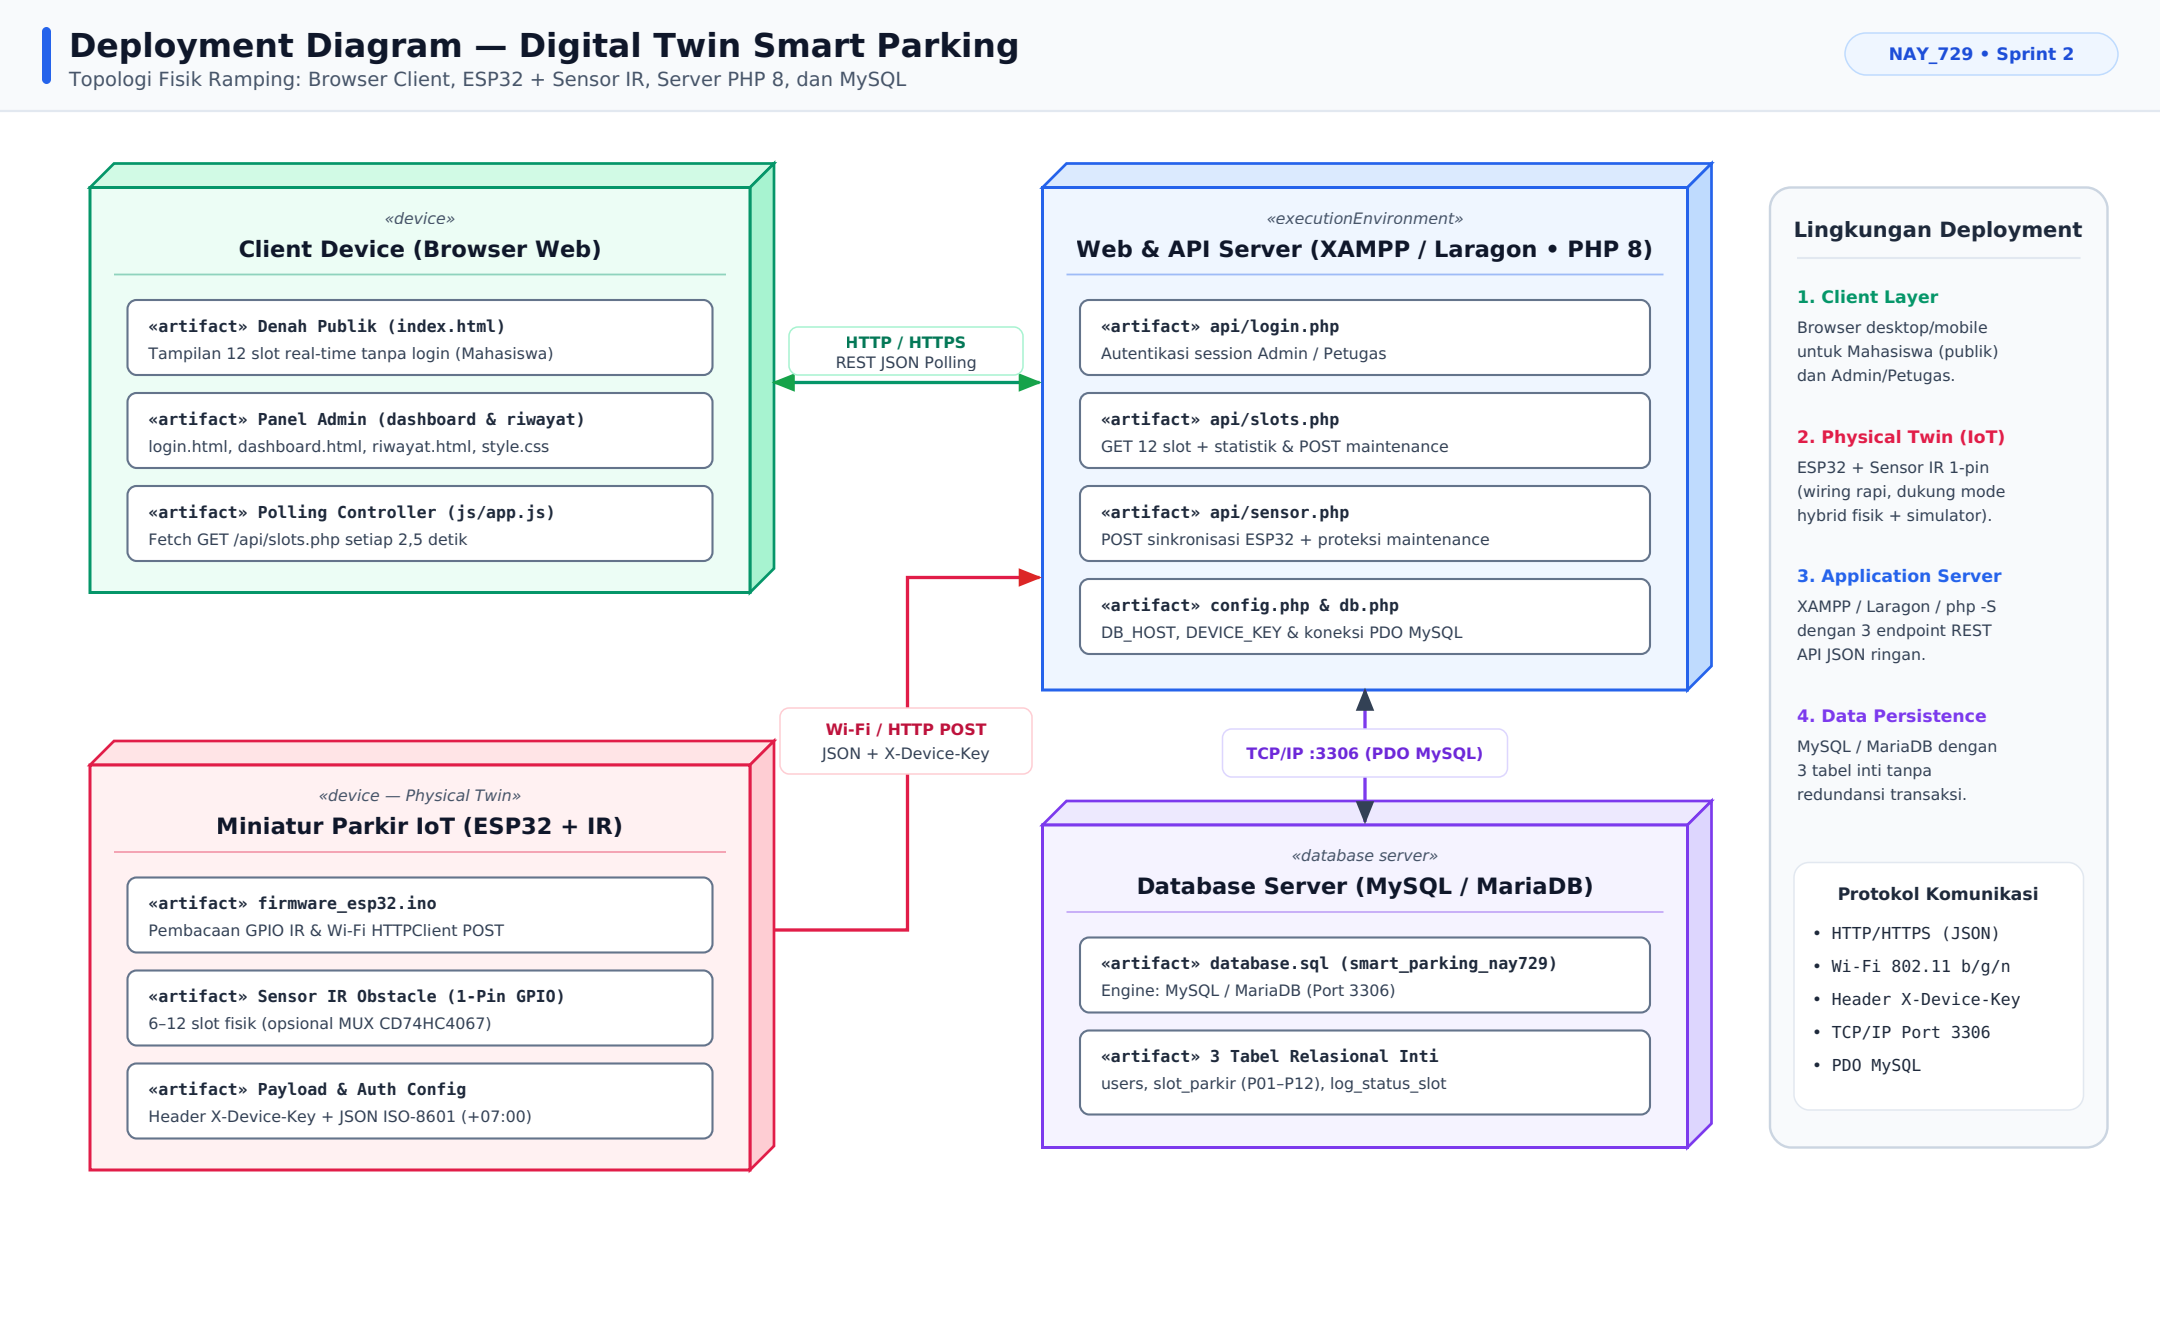 Deployment Diagram — Digital Twin Smart Parking
Topologi Fisik Ramping: Browser Client, ESP32 + Sensor IR, Server PHP 8, dan MySQL
NAY_729 • Sprint 2
«device»
Client Device (Browser Web)
«artifact» Denah Publik (index.html)
Tampilan 12 slot real-time tanpa login (Mahasiswa)
«artifact» Panel Admin (dashboard & riwayat)
login.html, dashboard.html, riwayat.html, style.css
«artifact» Polling Controller (js/app.js)
Fetch GET /api/slots.php setiap 2,5 detik
HTTP / HTTPS
REST JSON Polling
«executionEnvironment»
Web & API Server (XAMPP / Laragon • PHP 8)
«artifact» api/login.php
Autentikasi session Admin / Petugas
«artifact» api/slots.php
GET 12 slot + statistik & POST maintenance
«artifact» api/sensor.php
POST sinkronisasi ESP32 + proteksi maintenance
«artifact» config.php & db.php
DB_HOST, DEVICE_KEY & koneksi PDO MySQL
Wi-Fi / HTTP POST
JSON + X-Device-Key
TCP/IP :3306 (PDO MySQL)
«device — Physical Twin»
Miniatur Parkir IoT (ESP32 + IR)
«artifact» firmware_esp32.ino
Pembacaan GPIO IR & Wi-Fi HTTPClient POST
«artifact» Sensor IR Obstacle (1-Pin GPIO)
6–12 slot fisik (opsional MUX CD74HC4067)
«artifact» Payload & Auth Config
Header X-Device-Key + JSON ISO-8601 (+07:00)
«database server»
Database Server (MySQL / MariaDB)
«artifact» database.sql (smart_parking_nay729)
Engine: MySQL / MariaDB (Port 3306)
«artifact» 3 Tabel Relasional Inti
users, slot_parkir (P01–P12), log_status_slot
Lingkungan Deployment
1. Client Layer
Browser desktop/mobile
untuk Mahasiswa (publik)
dan Admin/Petugas.
2. Physical Twin (IoT)
ESP32 + Sensor IR 1-pin
(wiring rapi, dukung mode
hybrid fisik + simulator).
3. Application Server
XAMPP / Laragon / php -S
dengan 3 endpoint REST
API JSON ringan.
4. Data Persistence
MySQL / MariaDB dengan
3 tabel inti tanpa
redundansi transaksi.
Protokol Komunikasi
• HTTP/HTTPS (JSON)
• Wi-Fi 802.11 b/g/n
• Header X-Device-Key
• TCP/IP Port 3306
• PDO MySQL